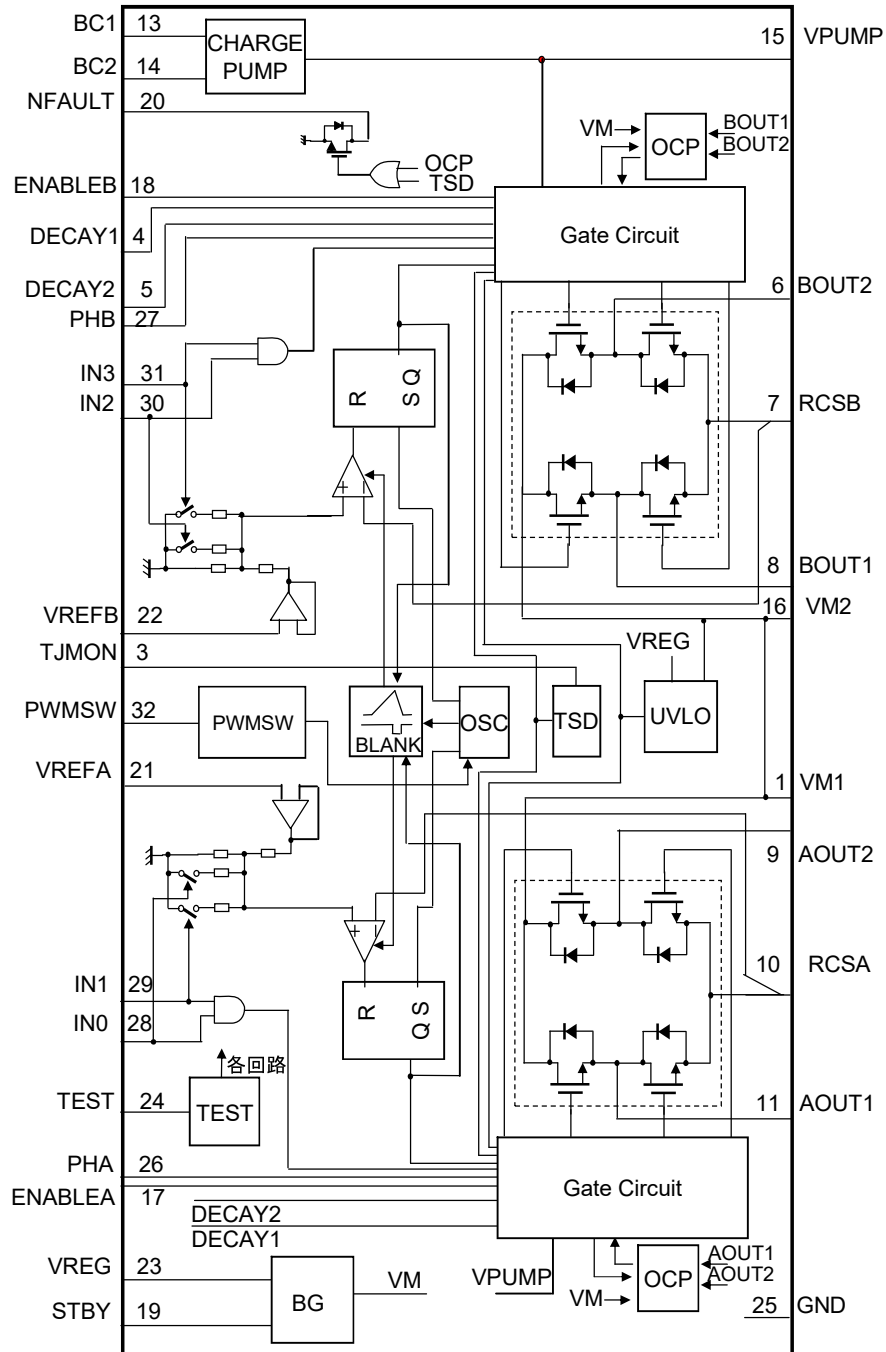 BC1 13
BC2 14
CHARGE
PUMP
15 VPUMP
NFAULT 20
OCP
TSD
VM
OCP
BOUT1
BOUT2
ENABLEB 18
DECAY1 4
DECAY2 5
PHB 27
Gate Circuit
6 BOUT2
IN3 31
IN2 30
R
S Q
7 RCSB
+
–
8 BOUT1
VREFB 22
16 VM2
TJMON 3
VREG
PWMSW 32
PWMSW
BLANK
OSC
TSD
UVLO
VREFA 21
1 VM1
9 AOUT2
+
–
10 RCSA
IN1 29
IN0 28
R
Q S
各回路
TEST 24
TEST
11 AOUT1
PHA 26
ENABLEA 17
Gate Circuit
DECAY2
DECAY1
VREG 23
STBY 19
BG
VM
VPUMP
VM
OCP
AOUT1
AOUT2
25 GND